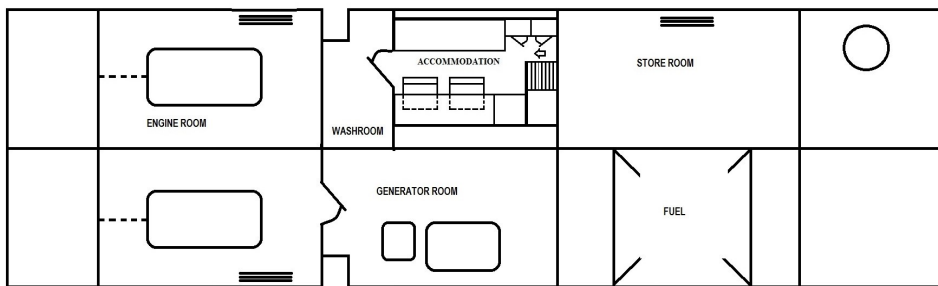 ACCOMMODATION
STORE ROOM
ENGINE ROOM
WASHROOM
GENERATOR ROOM
FUEL